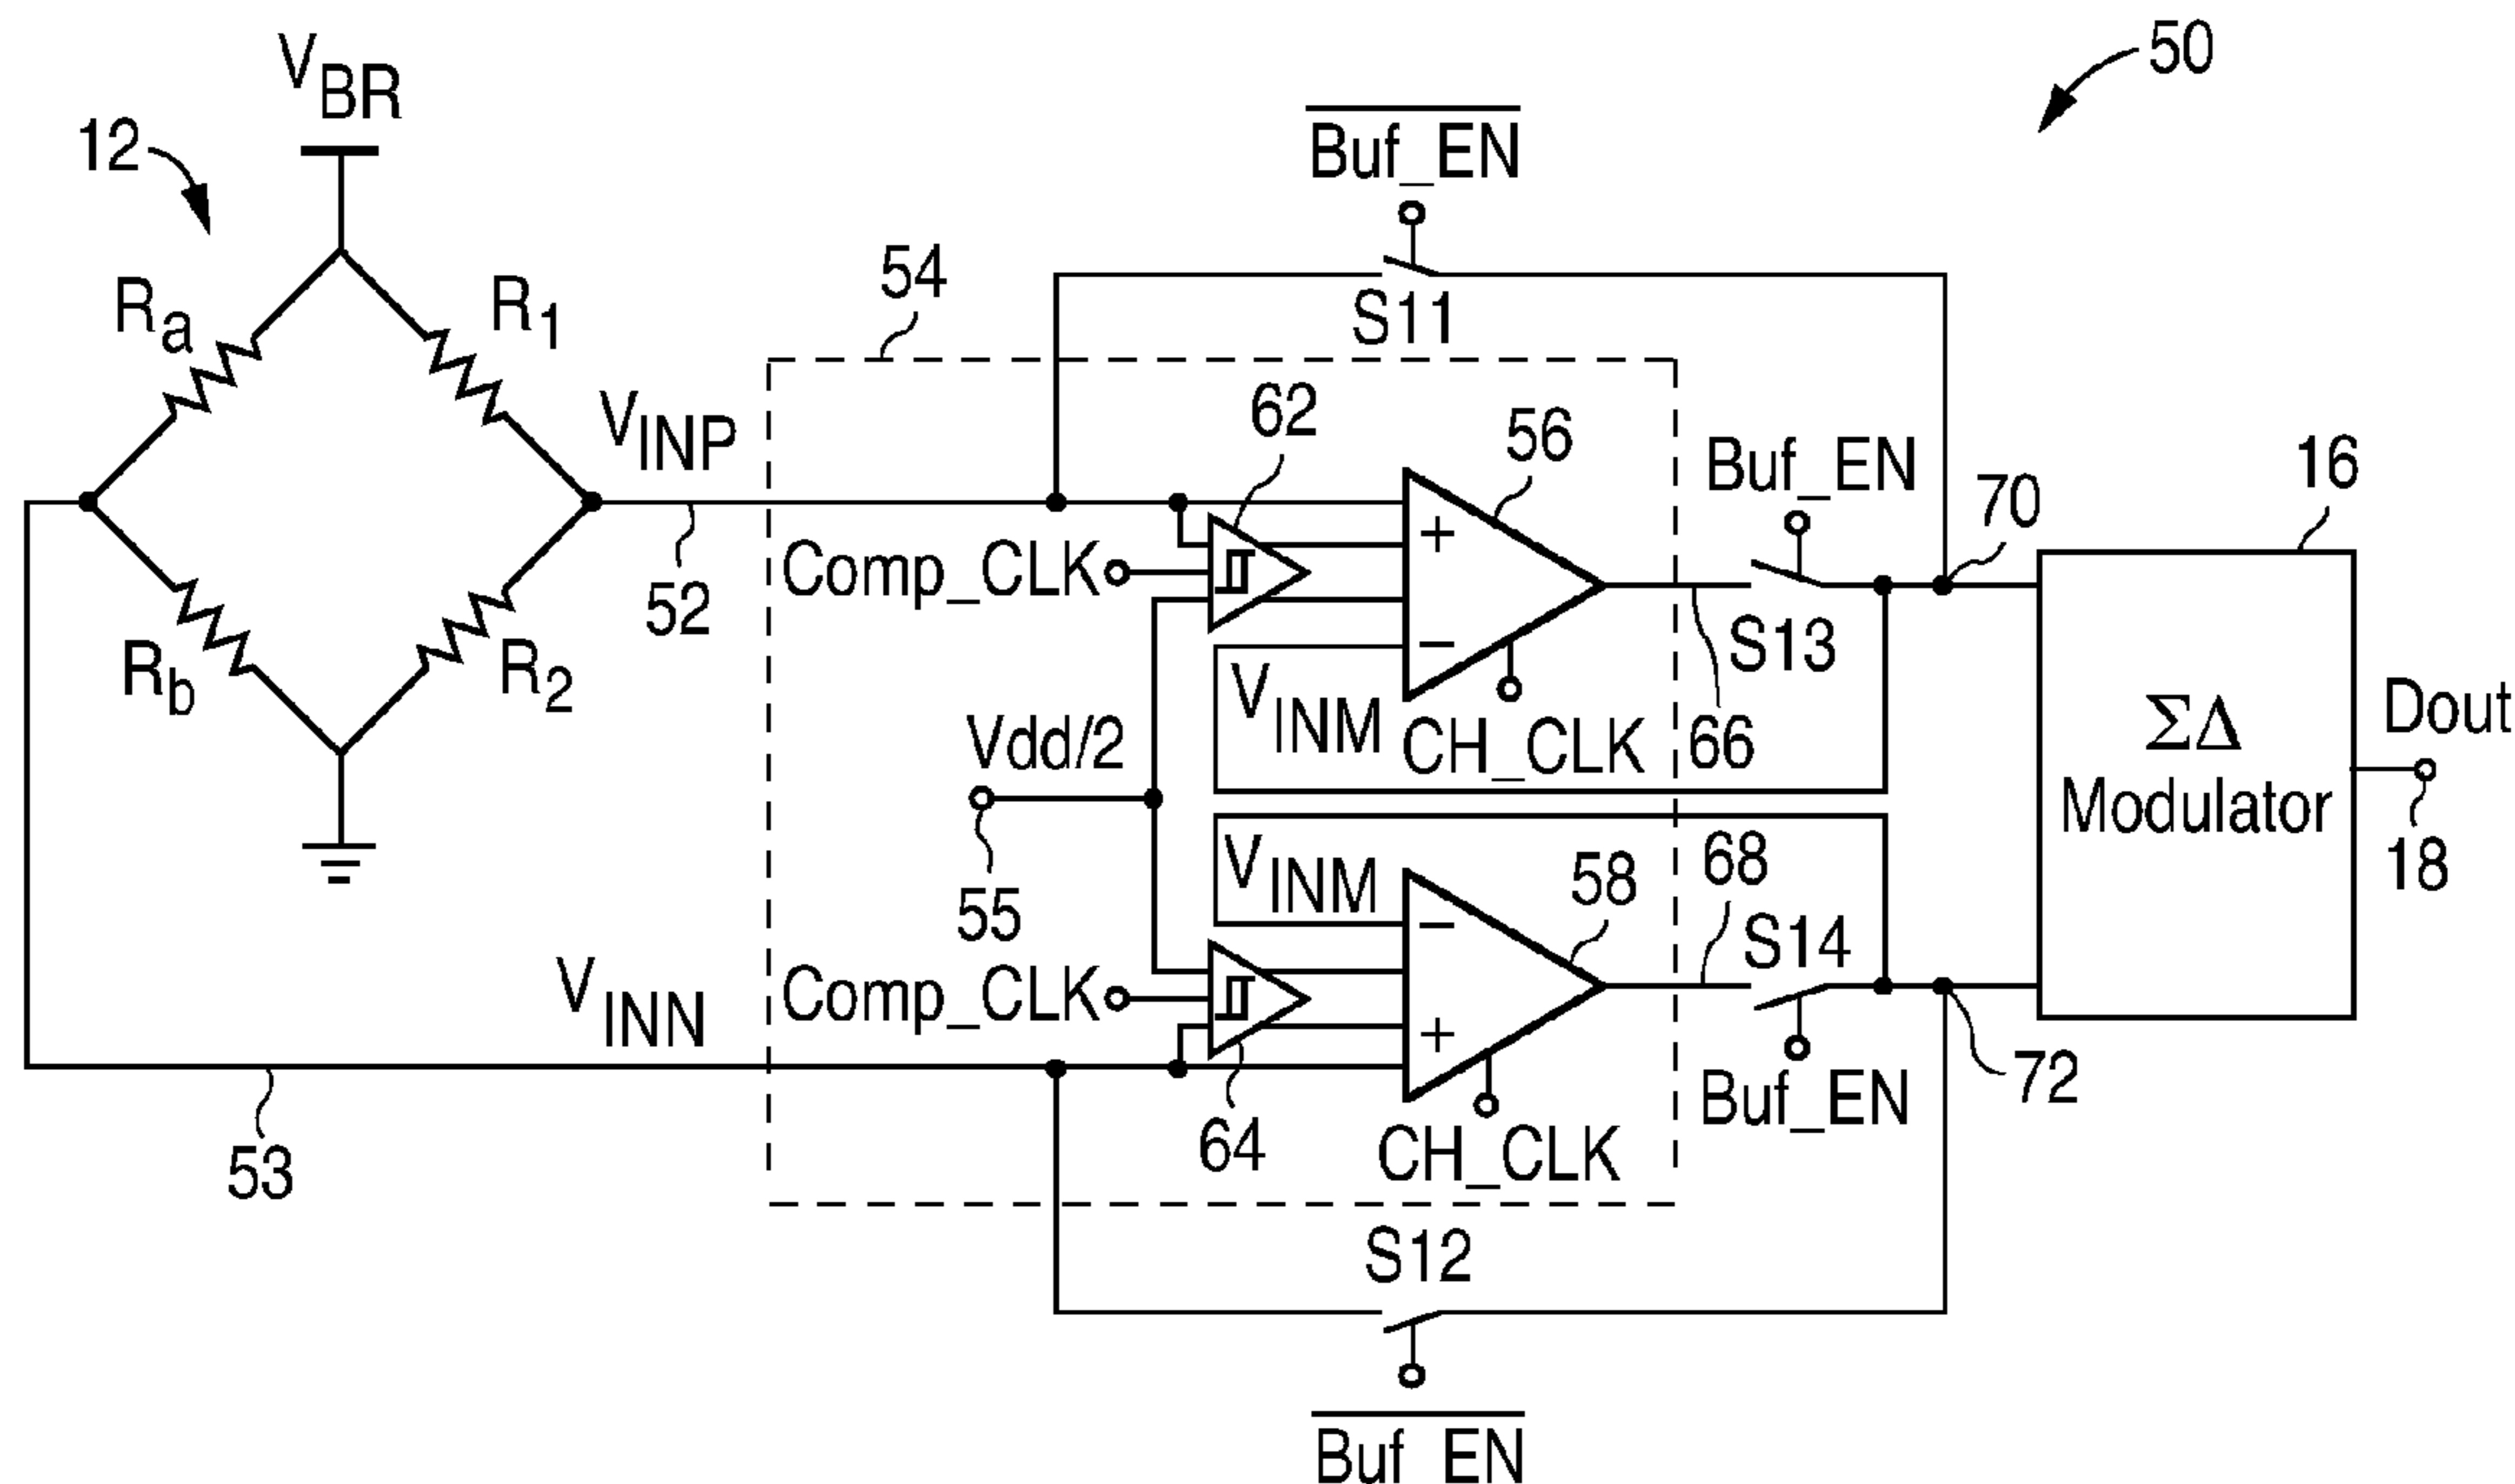 50
V_BR
12
B̅u̅f̅_̅E̅N̅
R_a
R_1
54
S11
V_INP
62
56
Buf_EN
16
70
Comp_CLK
+
52
R_b
R_2
−
S13
V_INM
CH_CLK
66
Vdd/2
ΣΔ
Modulator
Dout
18
55
V_INM
58
68
−
S14
V_INN
Comp_CLK
+
72
Buf_EN
53
64
CH_CLK
S12
B̅u̅f̅_̅E̅N̅